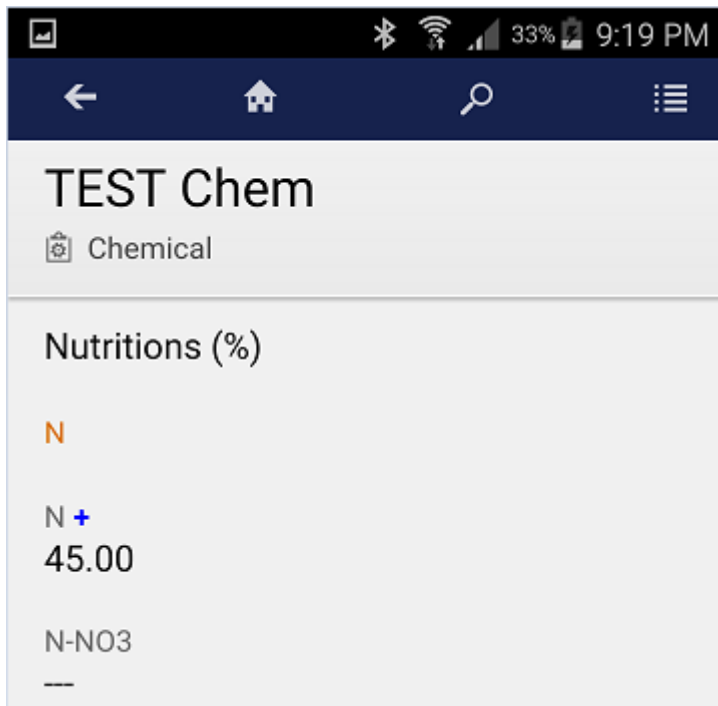 33% 9:19 PM
TEST Chem
Chemical
Nutritions (%)
N
N +
45.00
N-NO3
---